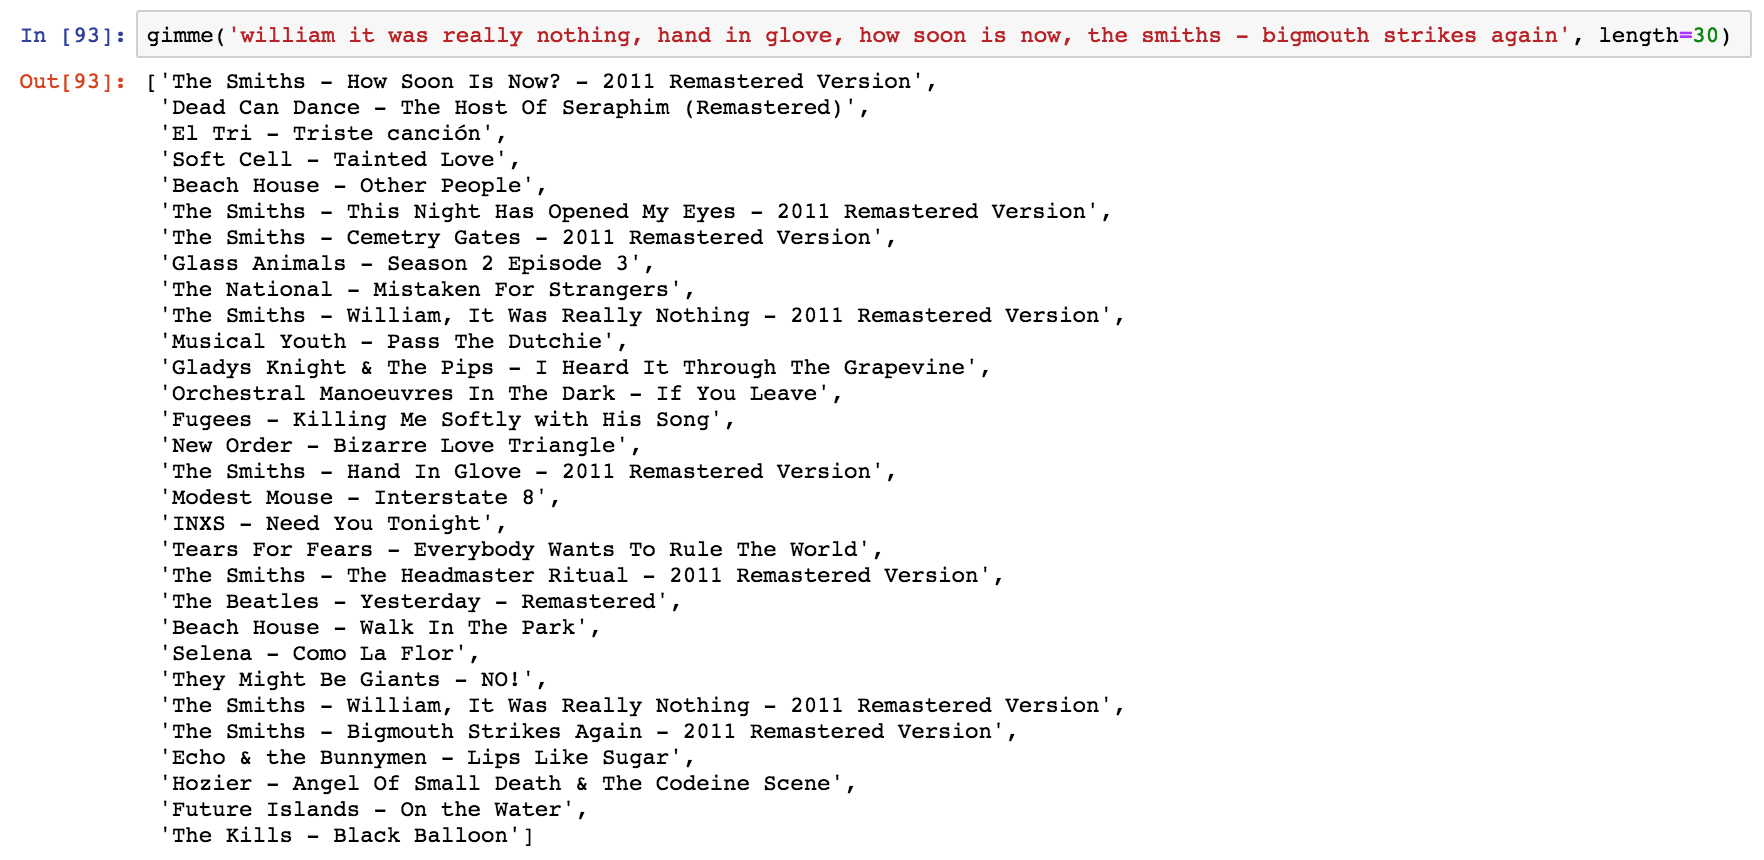 In [93]: gimme('william it was really nothing, hand in glove, how soon is now, the smiths - bigmouth strikes again', length=30)
Out[93]: ['The Smiths - How Soon Is Now? - 2011 Remastered Version',
'Dead Can Dance - The Host Of Seraphim (Remastered)',
'El Tri - Triste canción',
'Soft Cell - Tainted Love',
'Beach House - Other People',
'The Smiths - This Night Has Opened My Eyes - 2011 Remastered Version',
'The Smiths - Cemetry Gates - 2011 Remastered Version',
'Glass Animals - Season 2 Episode 3',
'The National - Mistaken For Strangers',
'The Smiths - William, It Was Really Nothing - 2011 Remastered Version',
'Musical Youth - Pass The Dutchie',
'Gladys Knight & The Pips - I Heard It Through The Grapevine',
'Orchestral Manoeuvres In The Dark - If You Leave',
'Fugees - Killing Me Softly with His Song',
'New Order - Bizarre Love Triangle',
'The Smiths - Hand In Glove - 2011 Remastered Version',
'Modest Mouse - Interstate 8',
'INXS - Need You Tonight',
'Tears For Fears - Everybody Wants To Rule The World',
'The Smiths - The Headmaster Ritual - 2011 Remastered Version',
'The Beatles - Yesterday - Remastered',
'Beach House - Walk In The Park',
'Selena - Como La Flor',
'They Might Be Giants - NO!',
'The Smiths - William, It Was Really Nothing - 2011 Remastered Version',
'The Smiths - Bigmouth Strikes Again - 2011 Remastered Version',
'Echo & the Bunnymen - Lips Like Sugar',
'Hozier - Angel Of Small Death & The Codeine Scene',
'Future Islands - On the Water',
'The Kills - Black Balloon']